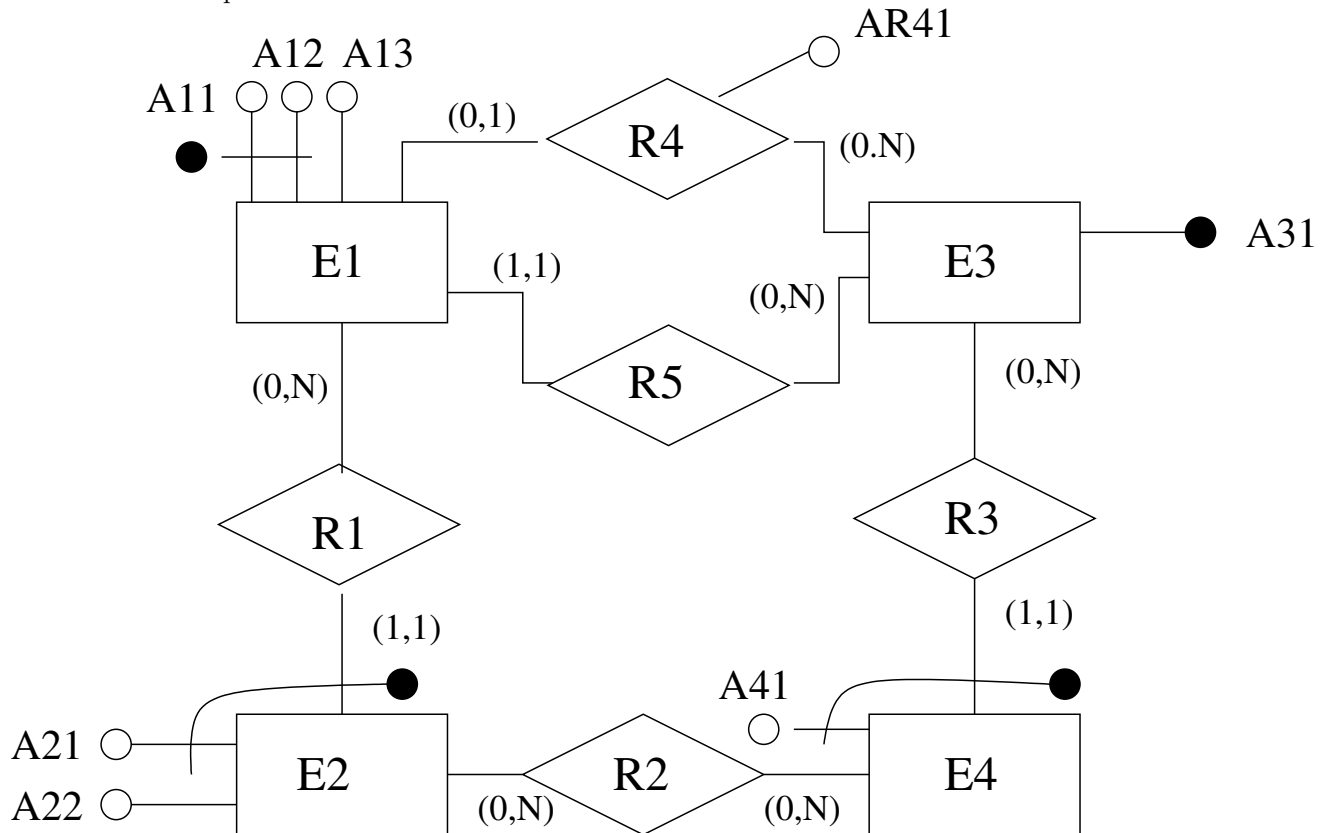 AR41
A12 A13
A11
(0,1)
R4
(0.N)
A31
E1
E3
(1,1)
(0,N)
R5
(0,N)
(0,N)
R1
R3
(1,1)
(1,1)
A41
A21
E2
R2
E4
A22
(0,N)
(0,N)